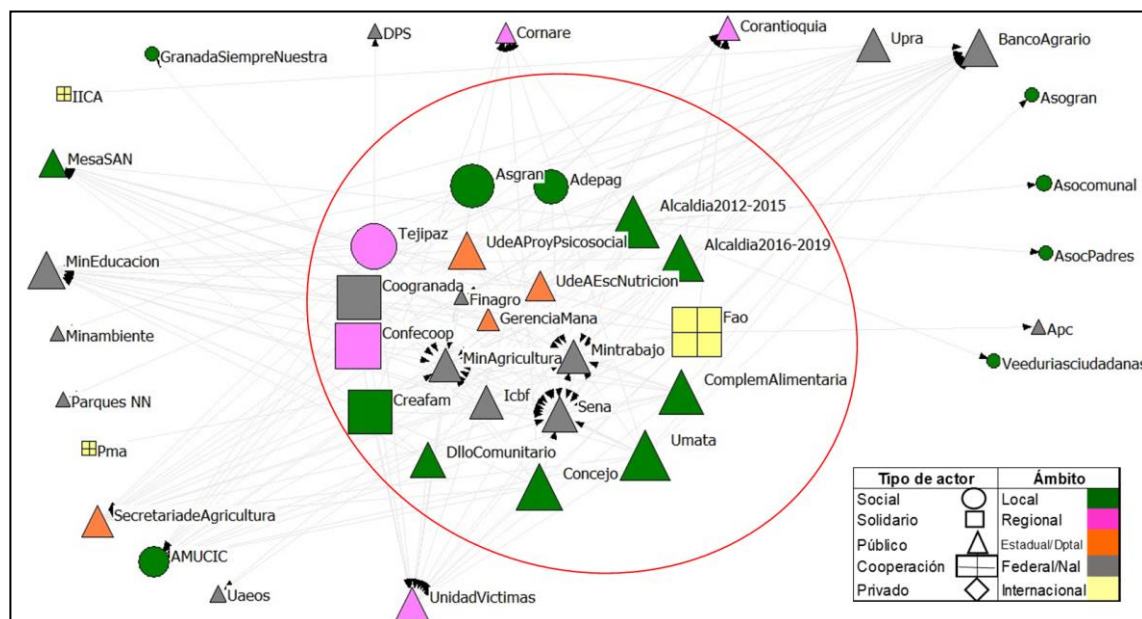 DPS
Cornare
Corantioquia
Upra
BancoAgrario
GranadaSiempreNuestra
IICA
Asogran
MesaSAN
Asgran
Adepag
Asocomunal
Alcaldia2012-2015
Tejipaz
UdeAProyPsicosocial
Alcaldia2016-2019
AsocPadres
MinEducacion
Coogranada
UdeAEscNutricion
Finagro
Fao
GerenciaMana
Minambiente
Confecoop
Apc
MinAgricultura
Mintrabajo
Veeduriasciudadanas
ComplemAlimentaria
Parques NN
Creafam
Icbf
Sena
Pma
DlloComunitario
Umata
Concejo
SecretariadeAgricultura
AMUCIC
Uaeos
UnidadVictimas
Tipo de actor Ámbito
Social Local
Solidario Regional
Público Estadual/Dptal
Cooperación Federal/Nal
Privado Internacional